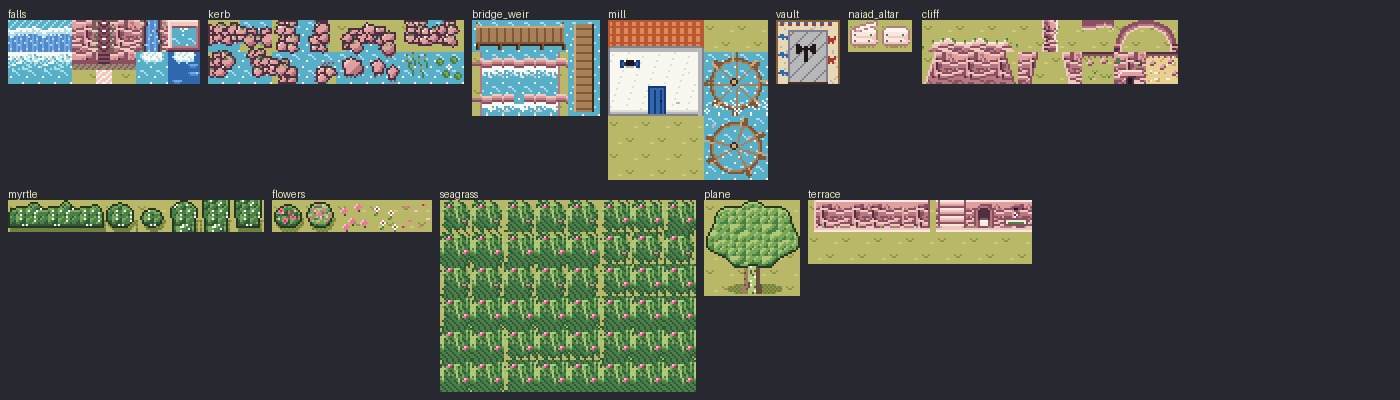 falls
kerb
bridge_weir
mill
vault
naiad_altar
cliff
myrtle
flowers
seagrass
plane
terrace